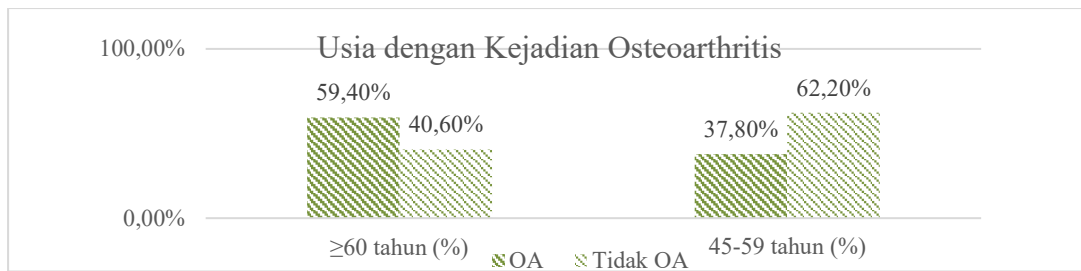 Usia dengan Kejadian Osteoarthritis
100,00%
0,00%
59,40%
40,60%
37,80%
62,20%
≥60 tahun (%)
45-59 tahun (%)
OA
Tidak OA